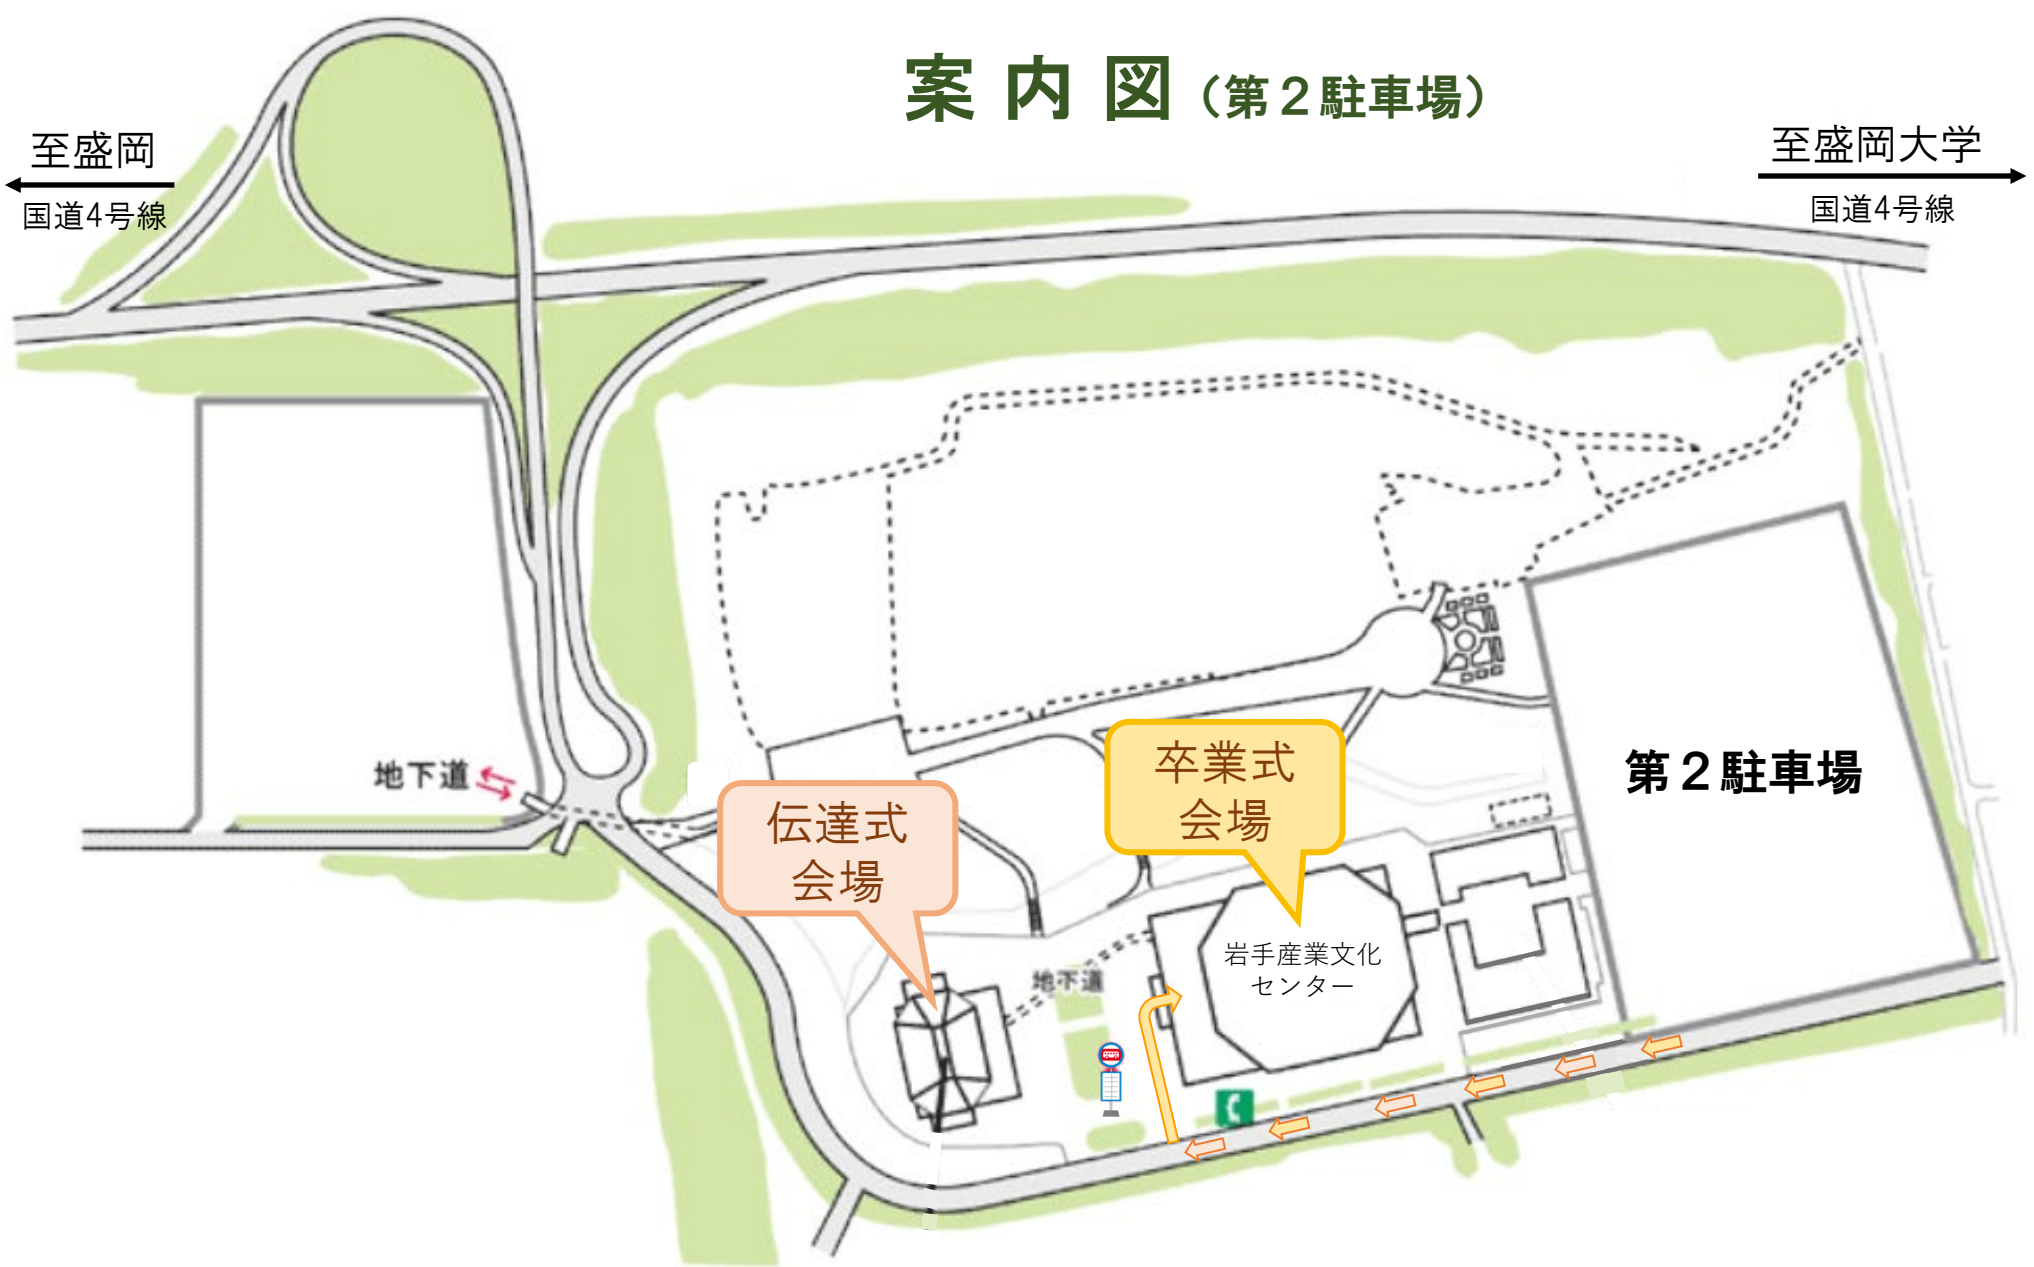 案内図（第２駐車場）
至盛岡
国道4号線
至盛岡大学
国道4号線
地下道
伝達式
会場
卒業式
会場
第２駐車場
岩手産業文化
センター
地下道